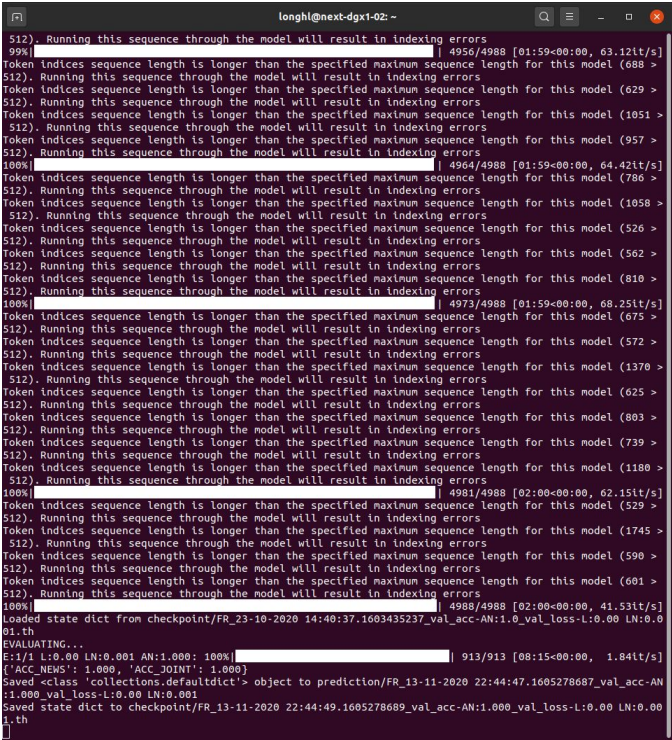 longhl@next-dgx1-02: ~
 512). Running this sequence through the model will result in indexing errors
 99%| | 4956/4988 [01:59<00:00, 63.12it/s]
Token indices sequence length is longer than the specified maximum sequence length for this model (688 >
512). Running this sequence through the model will result in indexing errors
Token indices sequence length is longer than the specified maximum sequence length for this model (629 >
512). Running this sequence through the model will result in indexing errors
Token indices sequence length is longer than the specified maximum sequence length for this model (1051 >
 512). Running this sequence through the model will result in indexing errors
Token indices sequence length is longer than the specified maximum sequence length for this model (957 >
512). Running this sequence through the model will result in indexing errors
100%| | 4964/4988 [01:59<00:00, 64.42it/s]
Token indices sequence length is longer than the specified maximum sequence length for this model (786 >
512). Running this sequence through the model will result in indexing errors
Token indices sequence length is longer than the specified maximum sequence length for this model (1058 >
 512). Running this sequence through the model will result in indexing errors
Token indices sequence length is longer than the specified maximum sequence length for this model (526 >
512). Running this sequence through the model will result in indexing errors
Token indices sequence length is longer than the specified maximum sequence length for this model (562 >
512). Running this sequence through the model will result in indexing errors
Token indices sequence length is longer than the specified maximum sequence length for this model (810 >
512). Running this sequence through the model will result in indexing errors
100%| | 4973/4988 [01:59<00:00, 68.25it/s]
Token indices sequence length is longer than the specified maximum sequence length for this model (675 >
512). Running this sequence through the model will result in indexing errors
Token indices sequence length is longer than the specified maximum sequence length for this model (572 >
512). Running this sequence through the model will result in indexing errors
Token indices sequence length is longer than the specified maximum sequence length for this model (1370 >
 512). Running this sequence through the model will result in indexing errors
Token indices sequence length is longer than the specified maximum sequence length for this model (625 >
512). Running this sequence through the model will result in indexing errors
Token indices sequence length is longer than the specified maximum sequence length for this model (803 >
512). Running this sequence through the model will result in indexing errors
Token indices sequence length is longer than the specified maximum sequence length for this model (739 >
512). Running this sequence through the model will result in indexing errors
Token indices sequence length is longer than the specified maximum sequence length for this model (1180 >
 512). Running this sequence through the model will result in indexing errors
100%| | 4981/4988 [02:00<00:00, 62.15it/s]
Token indices sequence length is longer than the specified maximum sequence length for this model (529 >
512). Running this sequence through the model will result in indexing errors
Token indices sequence length is longer than the specified maximum sequence length for this model (1745 >
 512). Running this sequence through the model will result in indexing errors
Token indices sequence length is longer than the specified maximum sequence length for this model (590 >
512). Running this sequence through the model will result in indexing errors
Token indices sequence length is longer than the specified maximum sequence length for this model (601 >
512). Running this sequence through the model will result in indexing errors
100%| | 4988/4988 [02:00<00:00, 41.53it/s]
Loaded state dict from checkpoint/FR_23-10-2020 14:40:37.1603435237_val_acc-AN:1.0_val_loss-L:0.00 LN:0.0
01.th
EVALUATING...
E:1/1 L:0.00 LN:0.001 AN:1.000: 100%| | 913/913 [08:15<00:00,  1.84it/s]
{'ACC_NEWS': 1.000, 'ACC_JOINT': 1.000}
Saved <class 'collections.defaultdict'> object to prediction/FR_13-11-2020 22:44:47.1605278687_val_acc-AN
:1.000_val_loss-L:0.00 LN:0.001
Saved state dict to checkpoint/FR_13-11-2020 22:44:49.1605278689_val_acc-AN:1.000_val_loss-L:0.00 LN:0.00
1.th